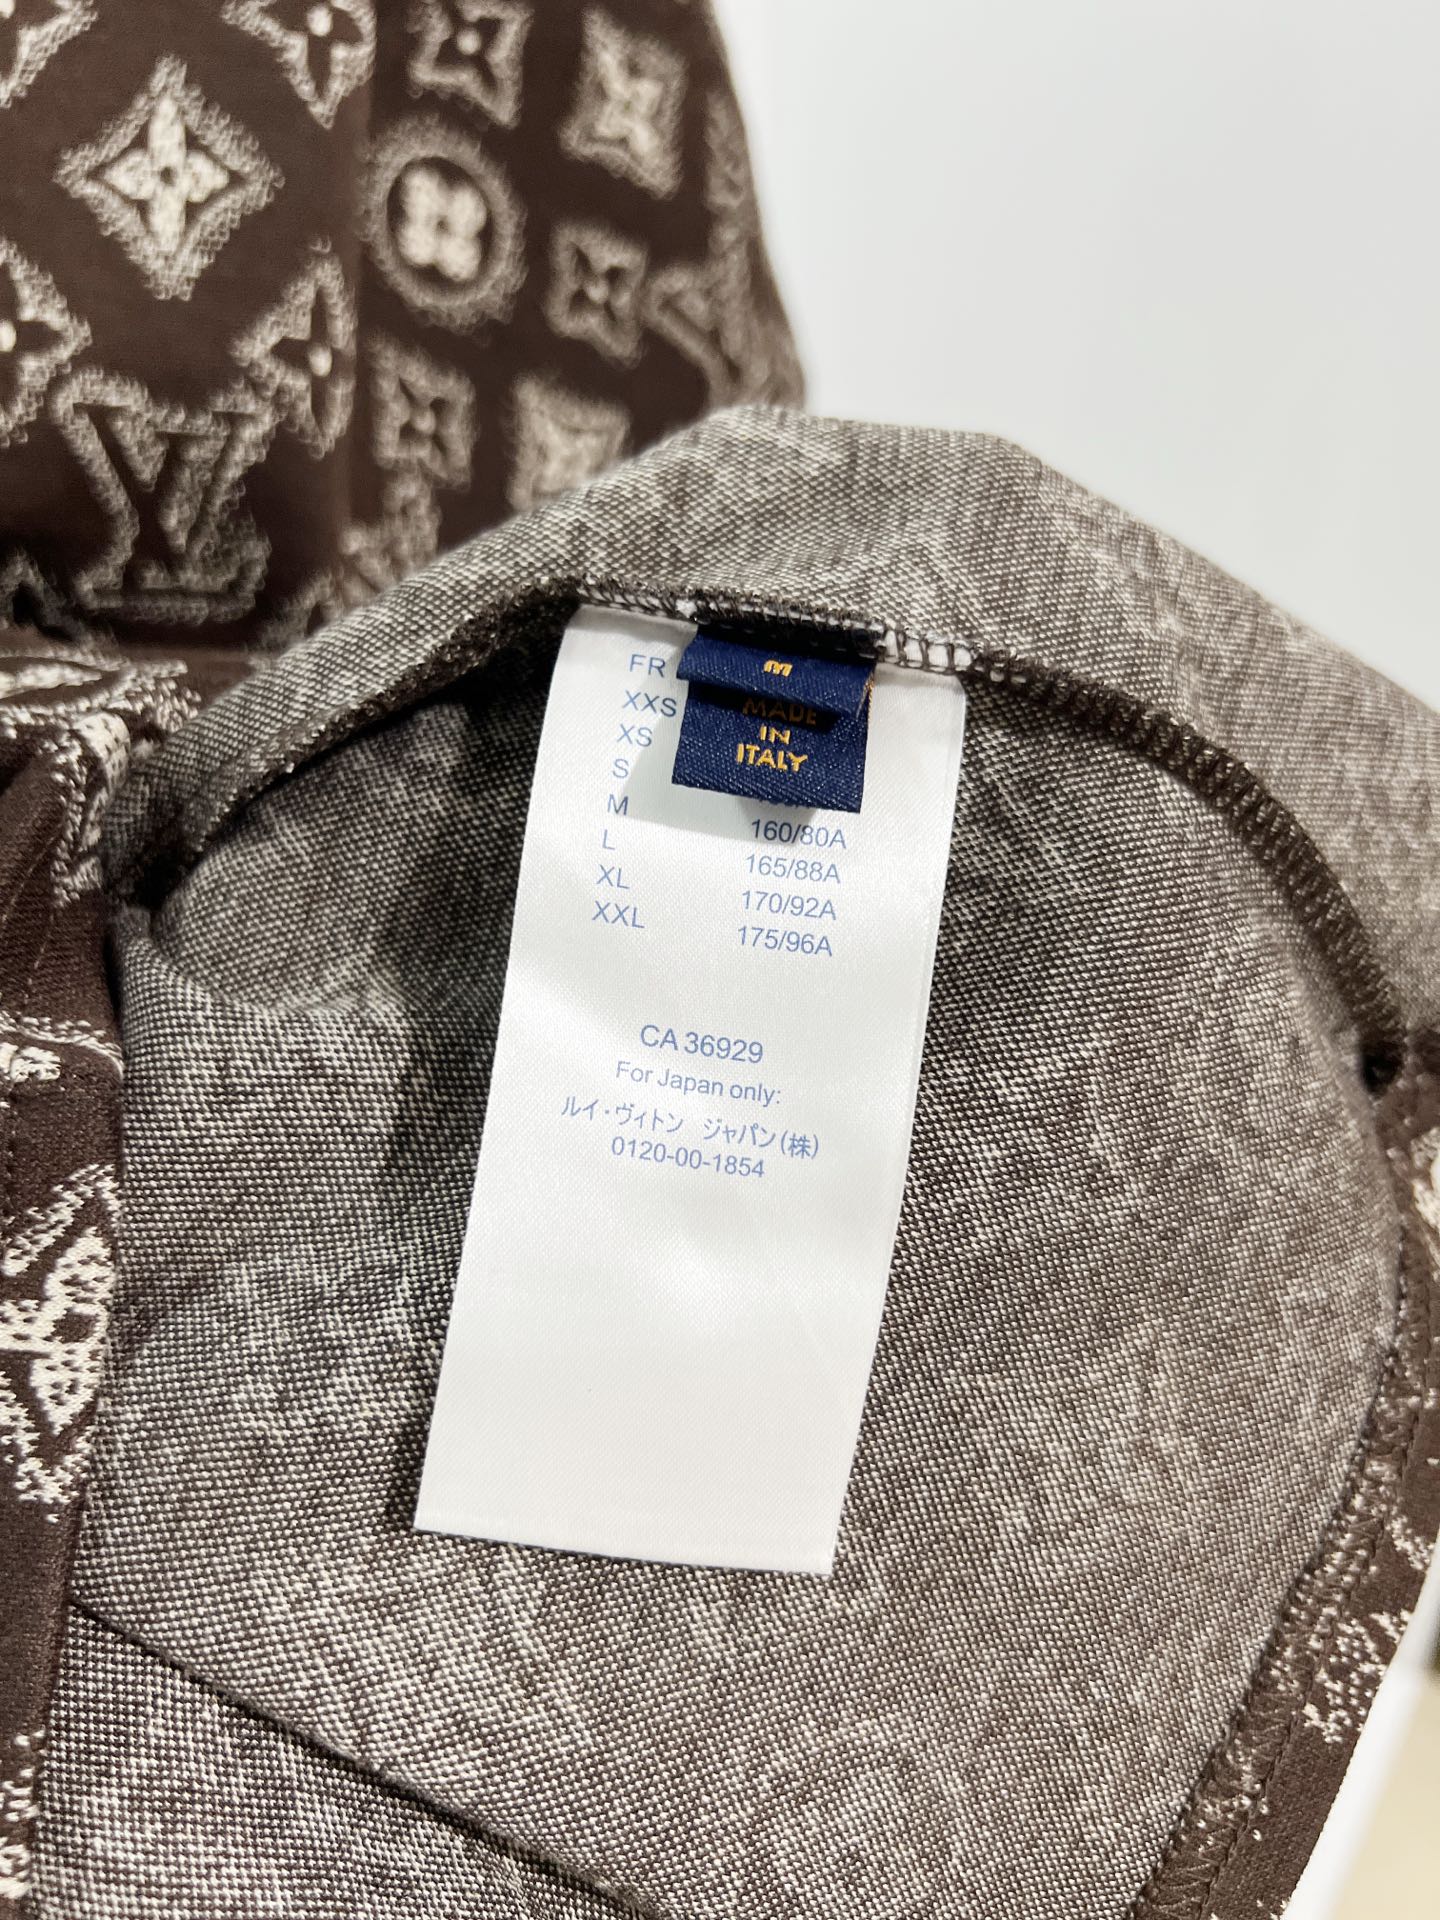 FR
M
XXS
MADE
XS
IN
ITALY
S
M 160/80A
L 165/88A
XL 170/92A
XXL 175/96A
CA 36929
For Japan only:
ルイ・ヴィトン ジャパン(株)
0120-00-1854
LV